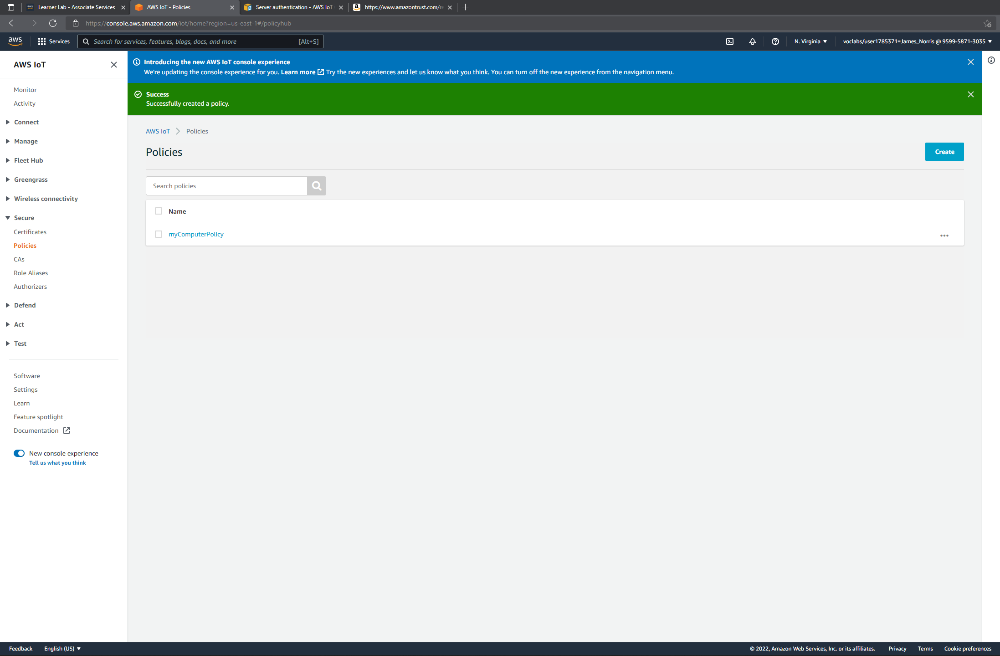 Learner Lab - Associate Services
AWS IoT - Policies
Server authentication - AWS IoT
https://www.amazontrust.com/re
https://console.aws.amazon.com/iot/home?region=us-east-1#/policyhub
aws
Services
Search for services, features, blogs, docs, and more
[Alt+S]
N. Virginia
voclabs/user1785371=James_Norris @ 9599-5871-3035
AWS IoT
Monitor
Activity
Connect
Manage
Fleet Hub
Greengrass
Wireless connectivity
Secure
Certificates
Policies
CAs
Role Aliases
Authorizers
Defend
Act
Test
Software
Settings
Learn
Feature spotlight
Documentation
New console experience
Tell us what you think
Introducing the new AWS IoT console experience
We're updating the console experience for you. Learn more Try the new experiences and let us know what you think. You can turn off the new experience from the navigation menu.
Success
Successfully created a policy.
AWS IoT Policies
Policies
Create
Search policies
Name
myComputerPolicy
Feedback
English (US)
© 2022, Amazon Web Services, Inc. or its affiliates.
Privacy
Terms
Cookie preferences